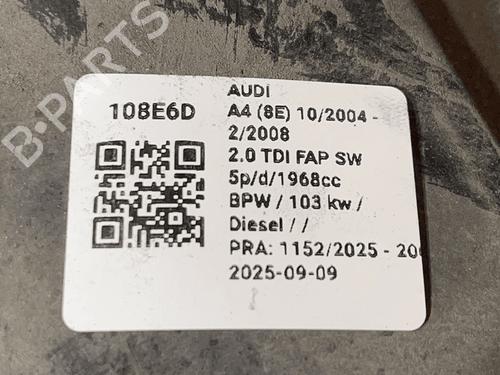 B-PARTS
108E6D
AUDI
A4 (8E) 10/2004 -
2/2008
2.0 TDI FAP SW
5p/d/1968cc
BPW / 103 kw /
Diesel / /
PRA: 1152/2025 - 20
2025-09-09